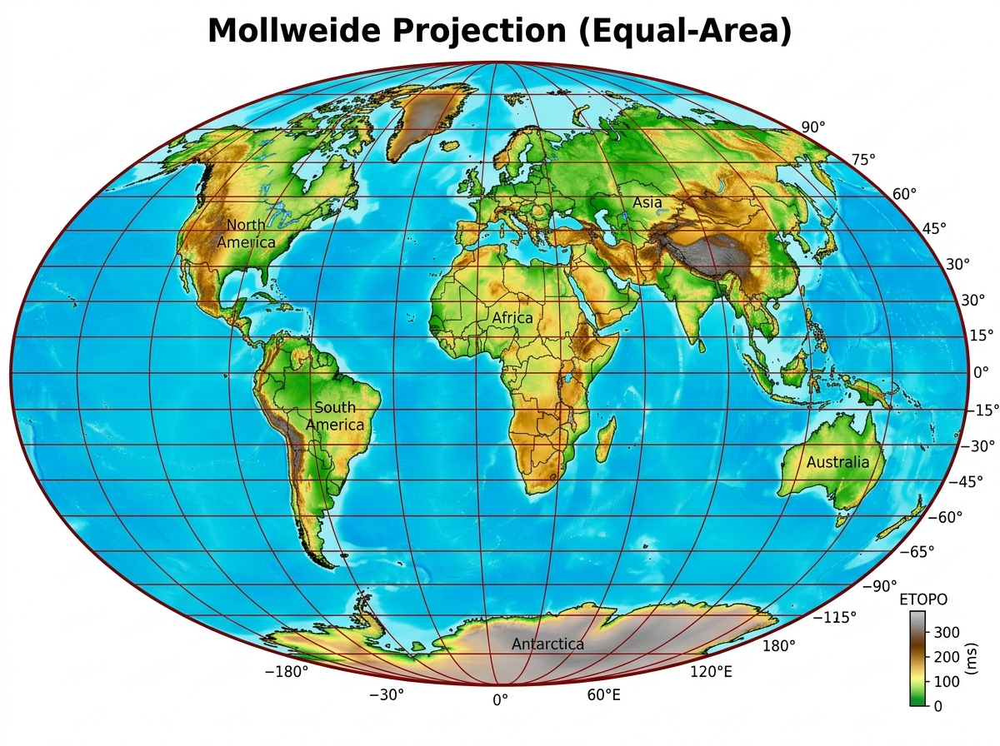 Mollweide Projection (Equal-Area)
90°
75°
60°
45°
30°
30°
15°
0°
−15°
−30°
−45°
−60°
−65°
−90°
−115°
180°
120°E
60°E
0°
−30°
−180°
North
America
Asia
Africa
South
America
Australia
Antarctica
ETOPO
300
200
100
0
(ms)